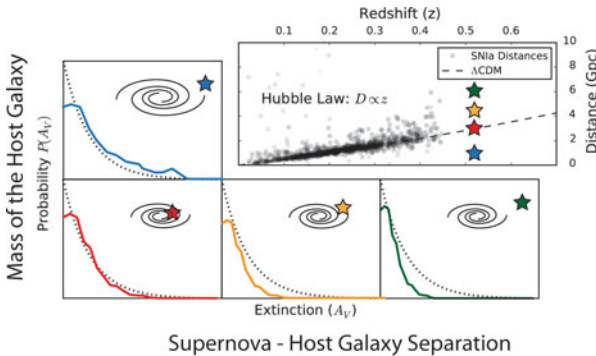 Redshift (z)
0.1 0.2 0.3 0.4 0.5 0.6
10
8
6
4
2
0
Distance (Gpc)
SNIa Distances
ΛCDM
Hubble Law: D ∝ z
Mass of the Host Galaxy
Probability P(A_V)
Extinction (A_V)
Supernova - Host Galaxy Separation